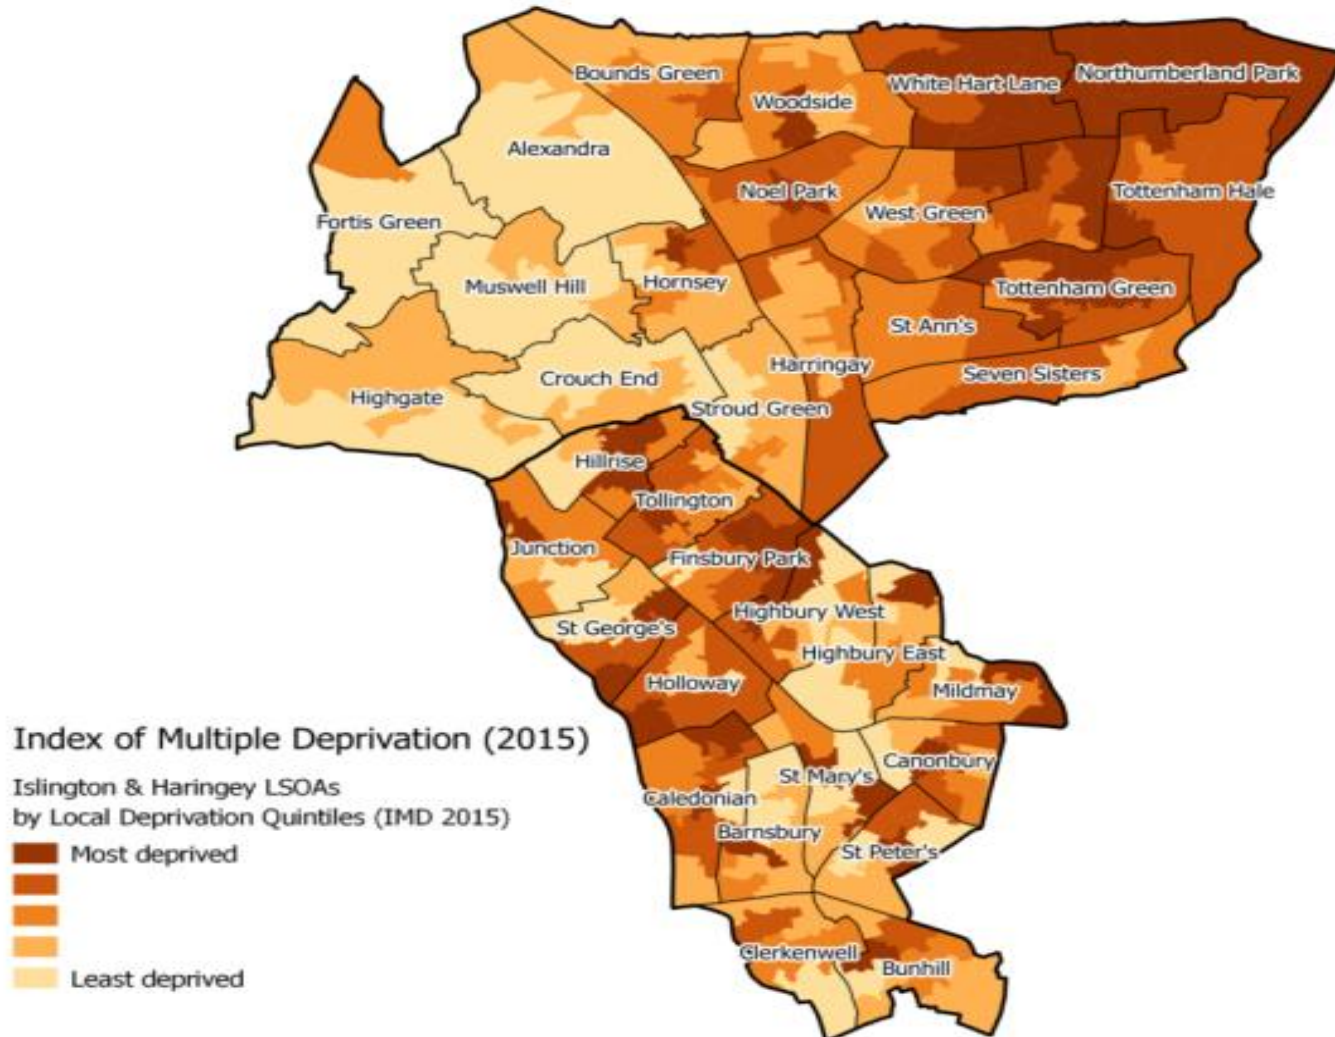 Bounds Green
Woodside
White Hart Lane
Northumberland Park
Alexandra
Noel Park
West Green
Tottenham Hale
Fortis Green
Muswell Hill
Hornsey
Tottenham Green
St Ann's
Harringay
Seven Sisters
Crouch End
Highgate
Stroud Green
Hillrise
Tollington
Junction
Finsbury Park
Highbury West
St George's
Highbury East
Holloway
Mildmay
Index of Multiple Deprivation (2015)
Islington & Haringey LSOAs
by Local Deprivation Quintiles (IMD 2015)
Most deprived
Least deprived
Canonbury
St Mary's
Caledonian
Barnsbury
St Peter's
Clerkenwell
Bunhill